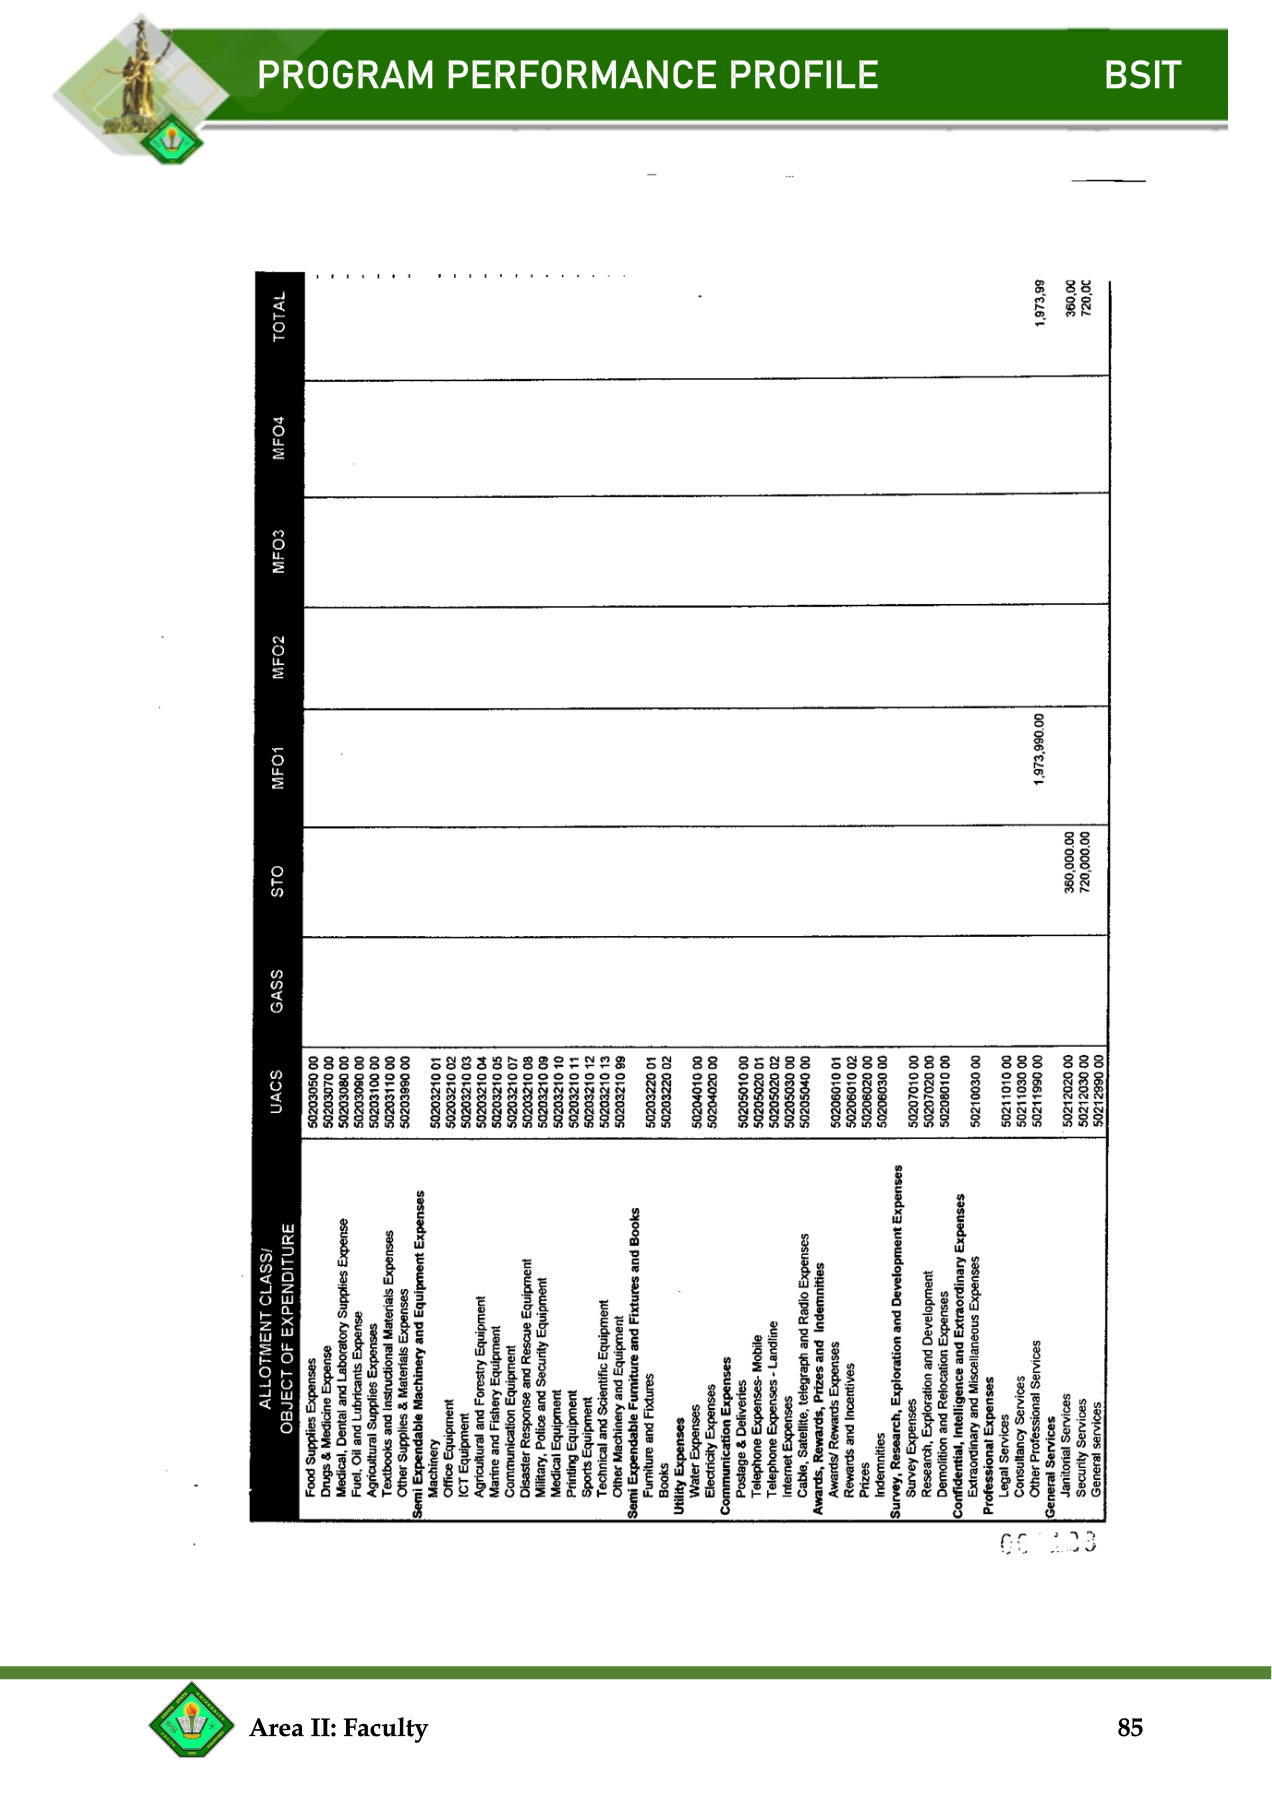 PROGRAM PERFORMANCE PROFILE BSIT
ALLOTMENT CLASS/ OBJECT OF EXPENDITURE UACS GASS STO MFO1 MFO2 MFO3 MFO4 TOTAL
Food Supplies Expenses 50203050 00
Drugs & Medicine Expense 50203070 00
Medical, Dental and Laboratory Supplies Expense 50203080 00
Fuel, Oil and Lubricants Expense 50203090 00
Agricultural Supplies Expenses 50203100 00
Textbooks and Instructional Materials Expenses 50203110 00
Other Supplies & Materials Expenses 50203990 00
Semi Expendable Machinery and Equipment Expenses
Machinery 50203210 01
Office Equipment 50203210 02
ICT Equipment 50203210 03
Agricultural and Forestry Equipment 50203210 04
Marine and Fishery Equipment 50203210 05
Communication Equipment 50203210 07
Disaster Response and Rescue Equipment 50203210 08
Military, Police and Security Equipment 50203210 09
Medical Equipment 50203210 10
Printing Equipment 50203210 11
Sports Equipment 50203210 12
Technical and Scientific Equipment 50203210 13
Other Machinery and Equipment 50203210 99
Semi Expendable Furniture and Fixtures and Books
Furniture and Fixtures 50203220 01
Books 50203220 02
Utility Expenses
Water Expenses 50204010 00
Electricity Expenses 50204020 00
Communication Expenses
Postage & Deliveries 50205010 00
Telephone Expenses- Mobile 50205020 01
Telephone Expenses - Landline 50205020 02
Internet Expenses 50205030 00
Cable, Satellite, telegraph and Radio Expenses 50205040 00
Awards, Rewards, Prizes and Indemnities
Awards/ Rewards Expenses 50206010 01
Rewards and Incentives 50206010 02
Prizes 50206020 00
Indemnities 50206030 00
Survey, Research, Exploration and Development Expenses
Survey Expenses 50207010 00
Research, Exploration and Development 50207020 00
Demolition and Relocation Expenses 50208010 00
Confidential, Intelligence and Extraordinary Expenses
Extraordinary and Miscellaneous Expenses 50210030 00
Professional Expenses
Legal Services 50211010 00
Consultancy Services 50211030 00
Other Professional Services 50211990 00 1,973,990.00 1,973,99
General Services
Janitorial Services 50212020 00 360,000.00 360,00
Security Services 50212030 00 720,000.00 720,00
General services 50212990 00
Area II: Faculty 85